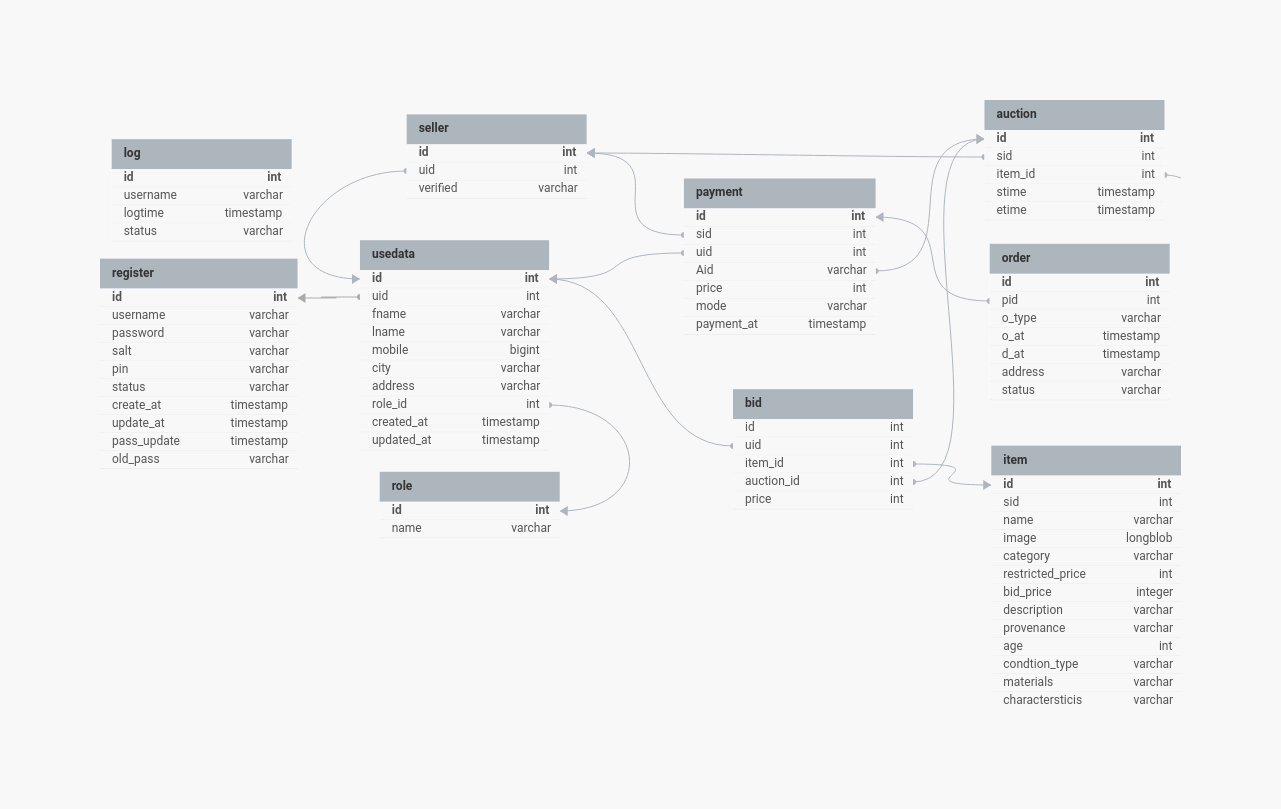 log
id int
username varchar
logtime timestamp
status varchar
register
id int
username varchar
password varchar
salt varchar
pin varchar
status varchar
create_at timestamp
update_at timestamp
pass_update timestamp
old_pass varchar
seller
id int
uid int
verified varchar
usedata
id int
uid int
fname varchar
lname varchar
mobile bigint
city varchar
address varchar
role_id int
created_at timestamp
updated_at timestamp
role
id int
name varchar
payment
id int
sid int
uid int
Aid varchar
price int
mode varchar
payment_at timestamp
bid
id int
uid int
item_id int
auction_id int
price int
auction
id int
sid int
item_id int
stime timestamp
etime timestamp
order
id int
pid int
o_type varchar
o_at timestamp
d_at timestamp
address varchar
status varchar
item
id int
sid int
name varchar
image longblob
category varchar
restricted_price int
bid_price integer
description varchar
provenance varchar
age int
condtion_type varchar
materials varchar
charactersticis varchar